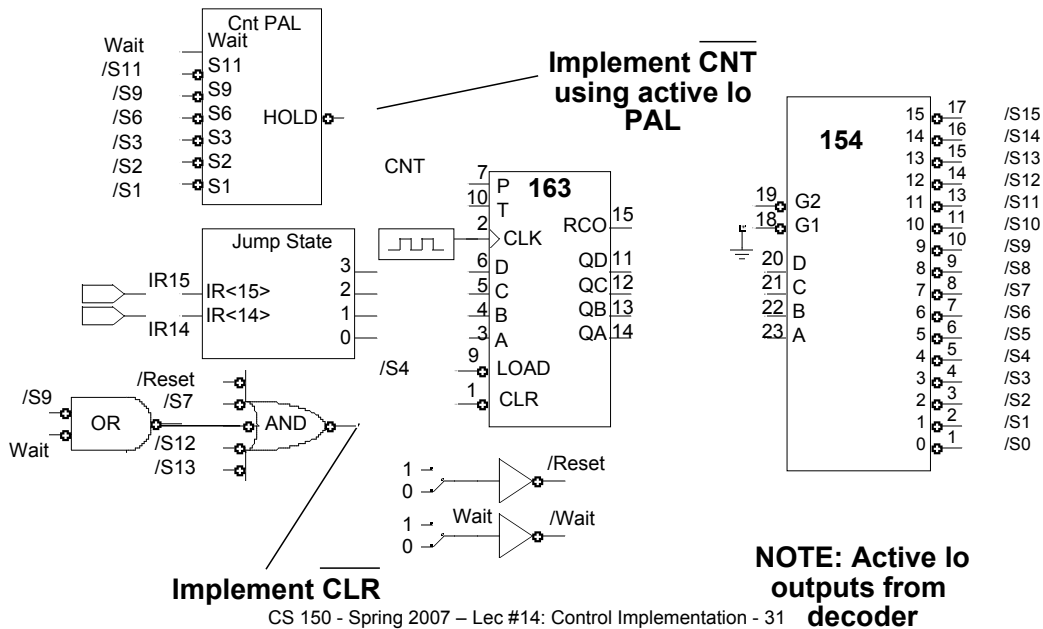 Cnt PAL
Wait
/S11
/S9
/S6
/S3
/S2
/S1
Wait
S11
S9
S6
S3
S2
S1
HOLD
Implement CNT
using active lo
PAL
CNT
Jump State
IR15
IR14
IR<15>
IR<14>
3
2
1
0
163
7
P
10
T
2
CLK
6
D
5
C
4
B
3
A
9
LOAD
1
CLR
RCO
15
QD
11
QC
12
QB
13
QA
14
/S4
154
19
G2
18
G1
20
D
21
C
22
B
23
A
15 17 /S15
14 16 /S14
13 15 /S13
12 14 /S12
11 13 /S11
10 11 /S10
9 10 /S9
8 9 /S8
7 8 /S7
6 7 /S6
5 6 /S5
4 5 /S4
3 4 /S3
2 3 /S2
1 2 /S1
0 1 /S0
/S9
Wait
OR
/Reset
/S7
/S12
/S13
AND
1
0
/Reset
1
0
Wait
/Wait
Implement CLR
NOTE: Active lo
outputs from
decoder
CS 150 - Spring 2007 – Lec #14: Control Implementation - 31